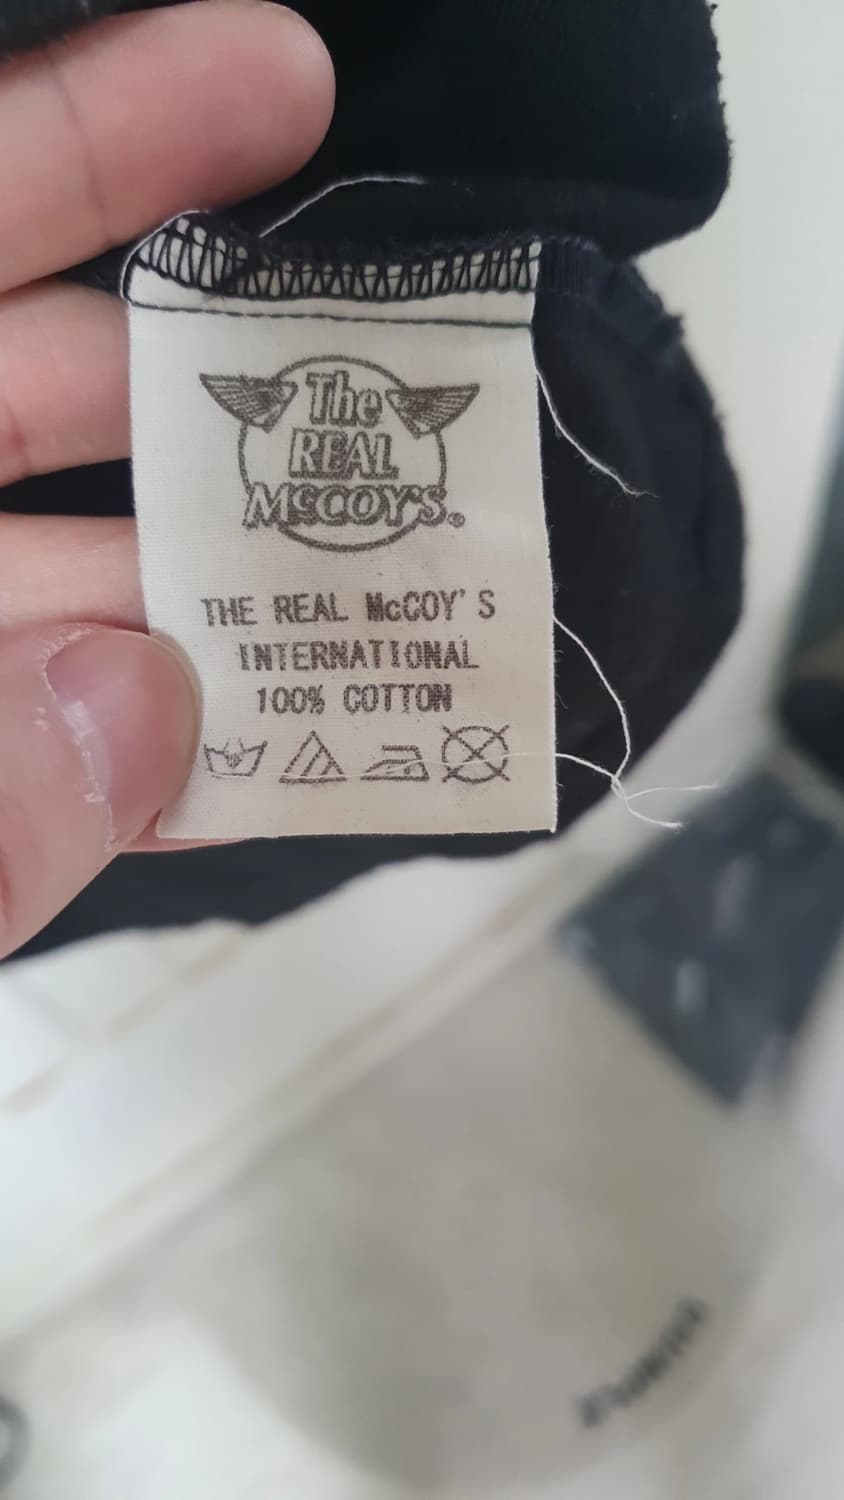 The
REAL
McCOY'S.®
THE REAL McCOY'S
INTERNATIONAL
100% COTTON